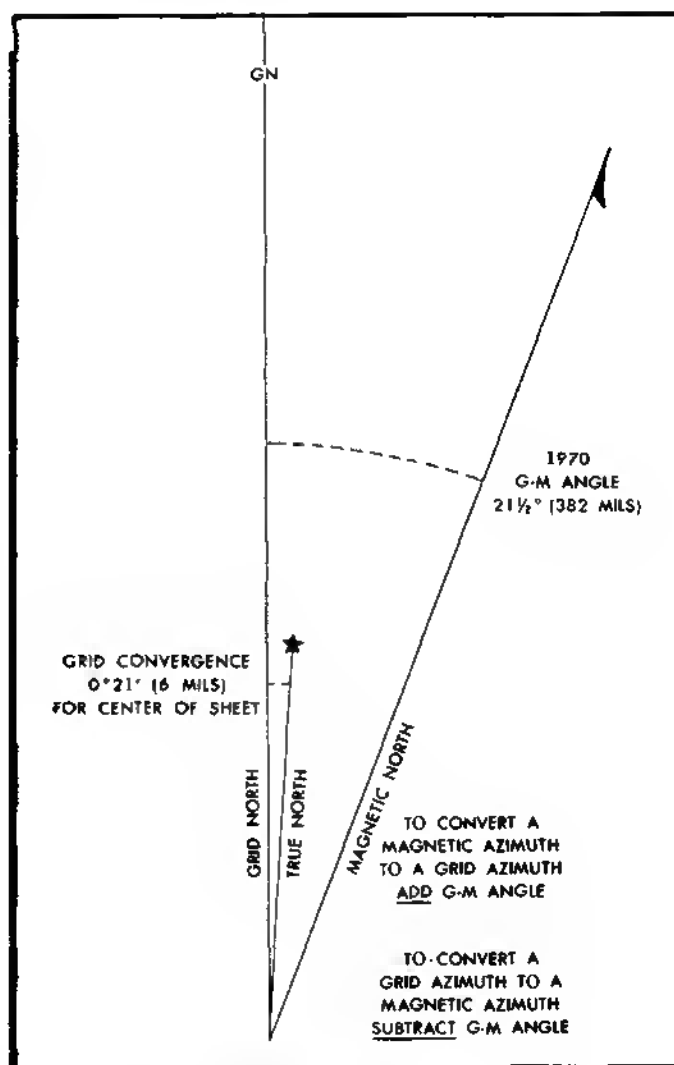 GN
1970
G-M ANGLE
21½° (382 MILS)
GRID CONVERGENCE
0°21' (6 MILS)
FOR CENTER OF SHEET
GRID NORTH
TRUE NORTH
MAGNETIC NORTH
TO CONVERT A
MAGNETIC AZIMUTH
TO A GRID AZIMUTH
ADD G-M ANGLE
TO CONVERT A
GRID AZIMUTH TO A
MAGNETIC AZIMUTH
SUBTRACT G-M ANGLE